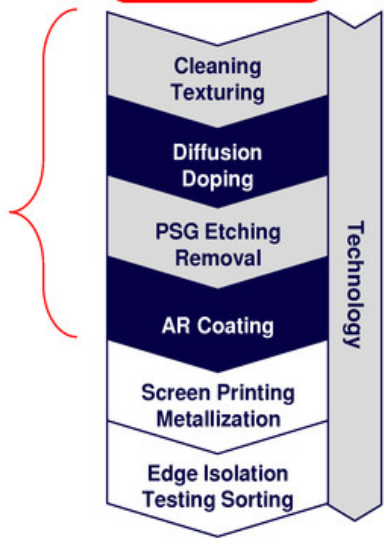 Cleaning
Texturing
Diffusion
Doping
PSG Etching
Removal
AR Coating
Screen Printing
Metallization
Edge Isolation
Testing Sorting
Technology